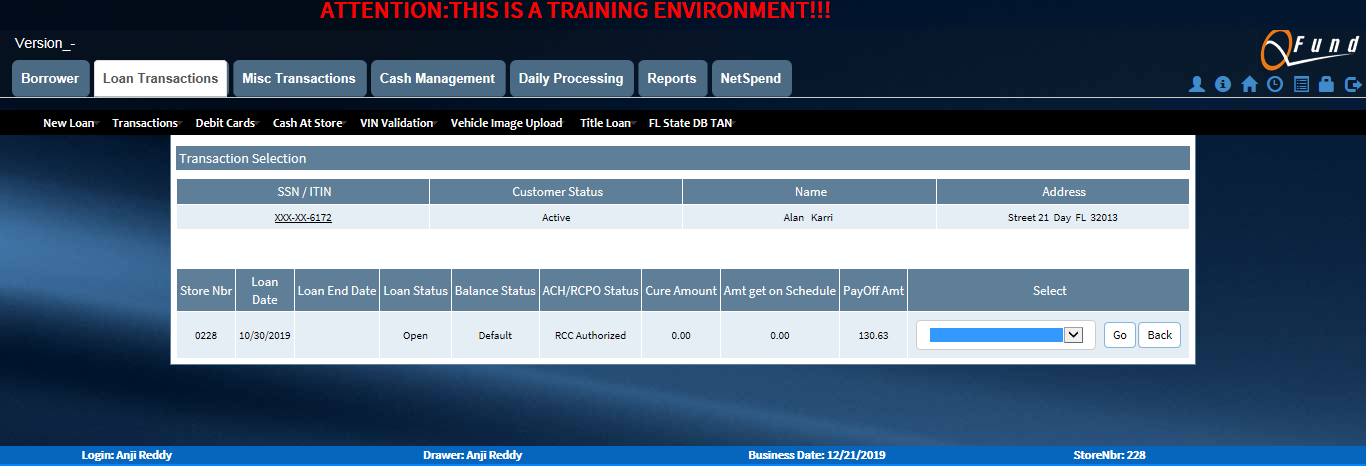 ATTENTION:THIS IS A TRAINING ENVIRONMENT!!!
Version_-
QFund
Borrower Loan Transactions Misc Transactions Cash Management Daily Processing Reports NetSpend
New Loan Transactions Debit Cards Cash At Store VIN Validation Vehicle Image Upload Title Loan FL State DB TAN
Transaction Selection
SSN / ITIN Customer Status Name Address
XXX-XX-6172 Active Alan Karri Street 21 Day FL 32013
Store Nbr Loan Date Loan End Date Loan Status Balance Status ACH/RCPO Status Cure Amount Amt get on Schedule PayOff Amt Select
0228 10/30/2019 Open Default RCC Authorized 0.00 0.00 130.63 Go Back
Login: Anji Reddy Drawer: Anji Reddy Business Date: 12/21/2019 StoreNbr: 228